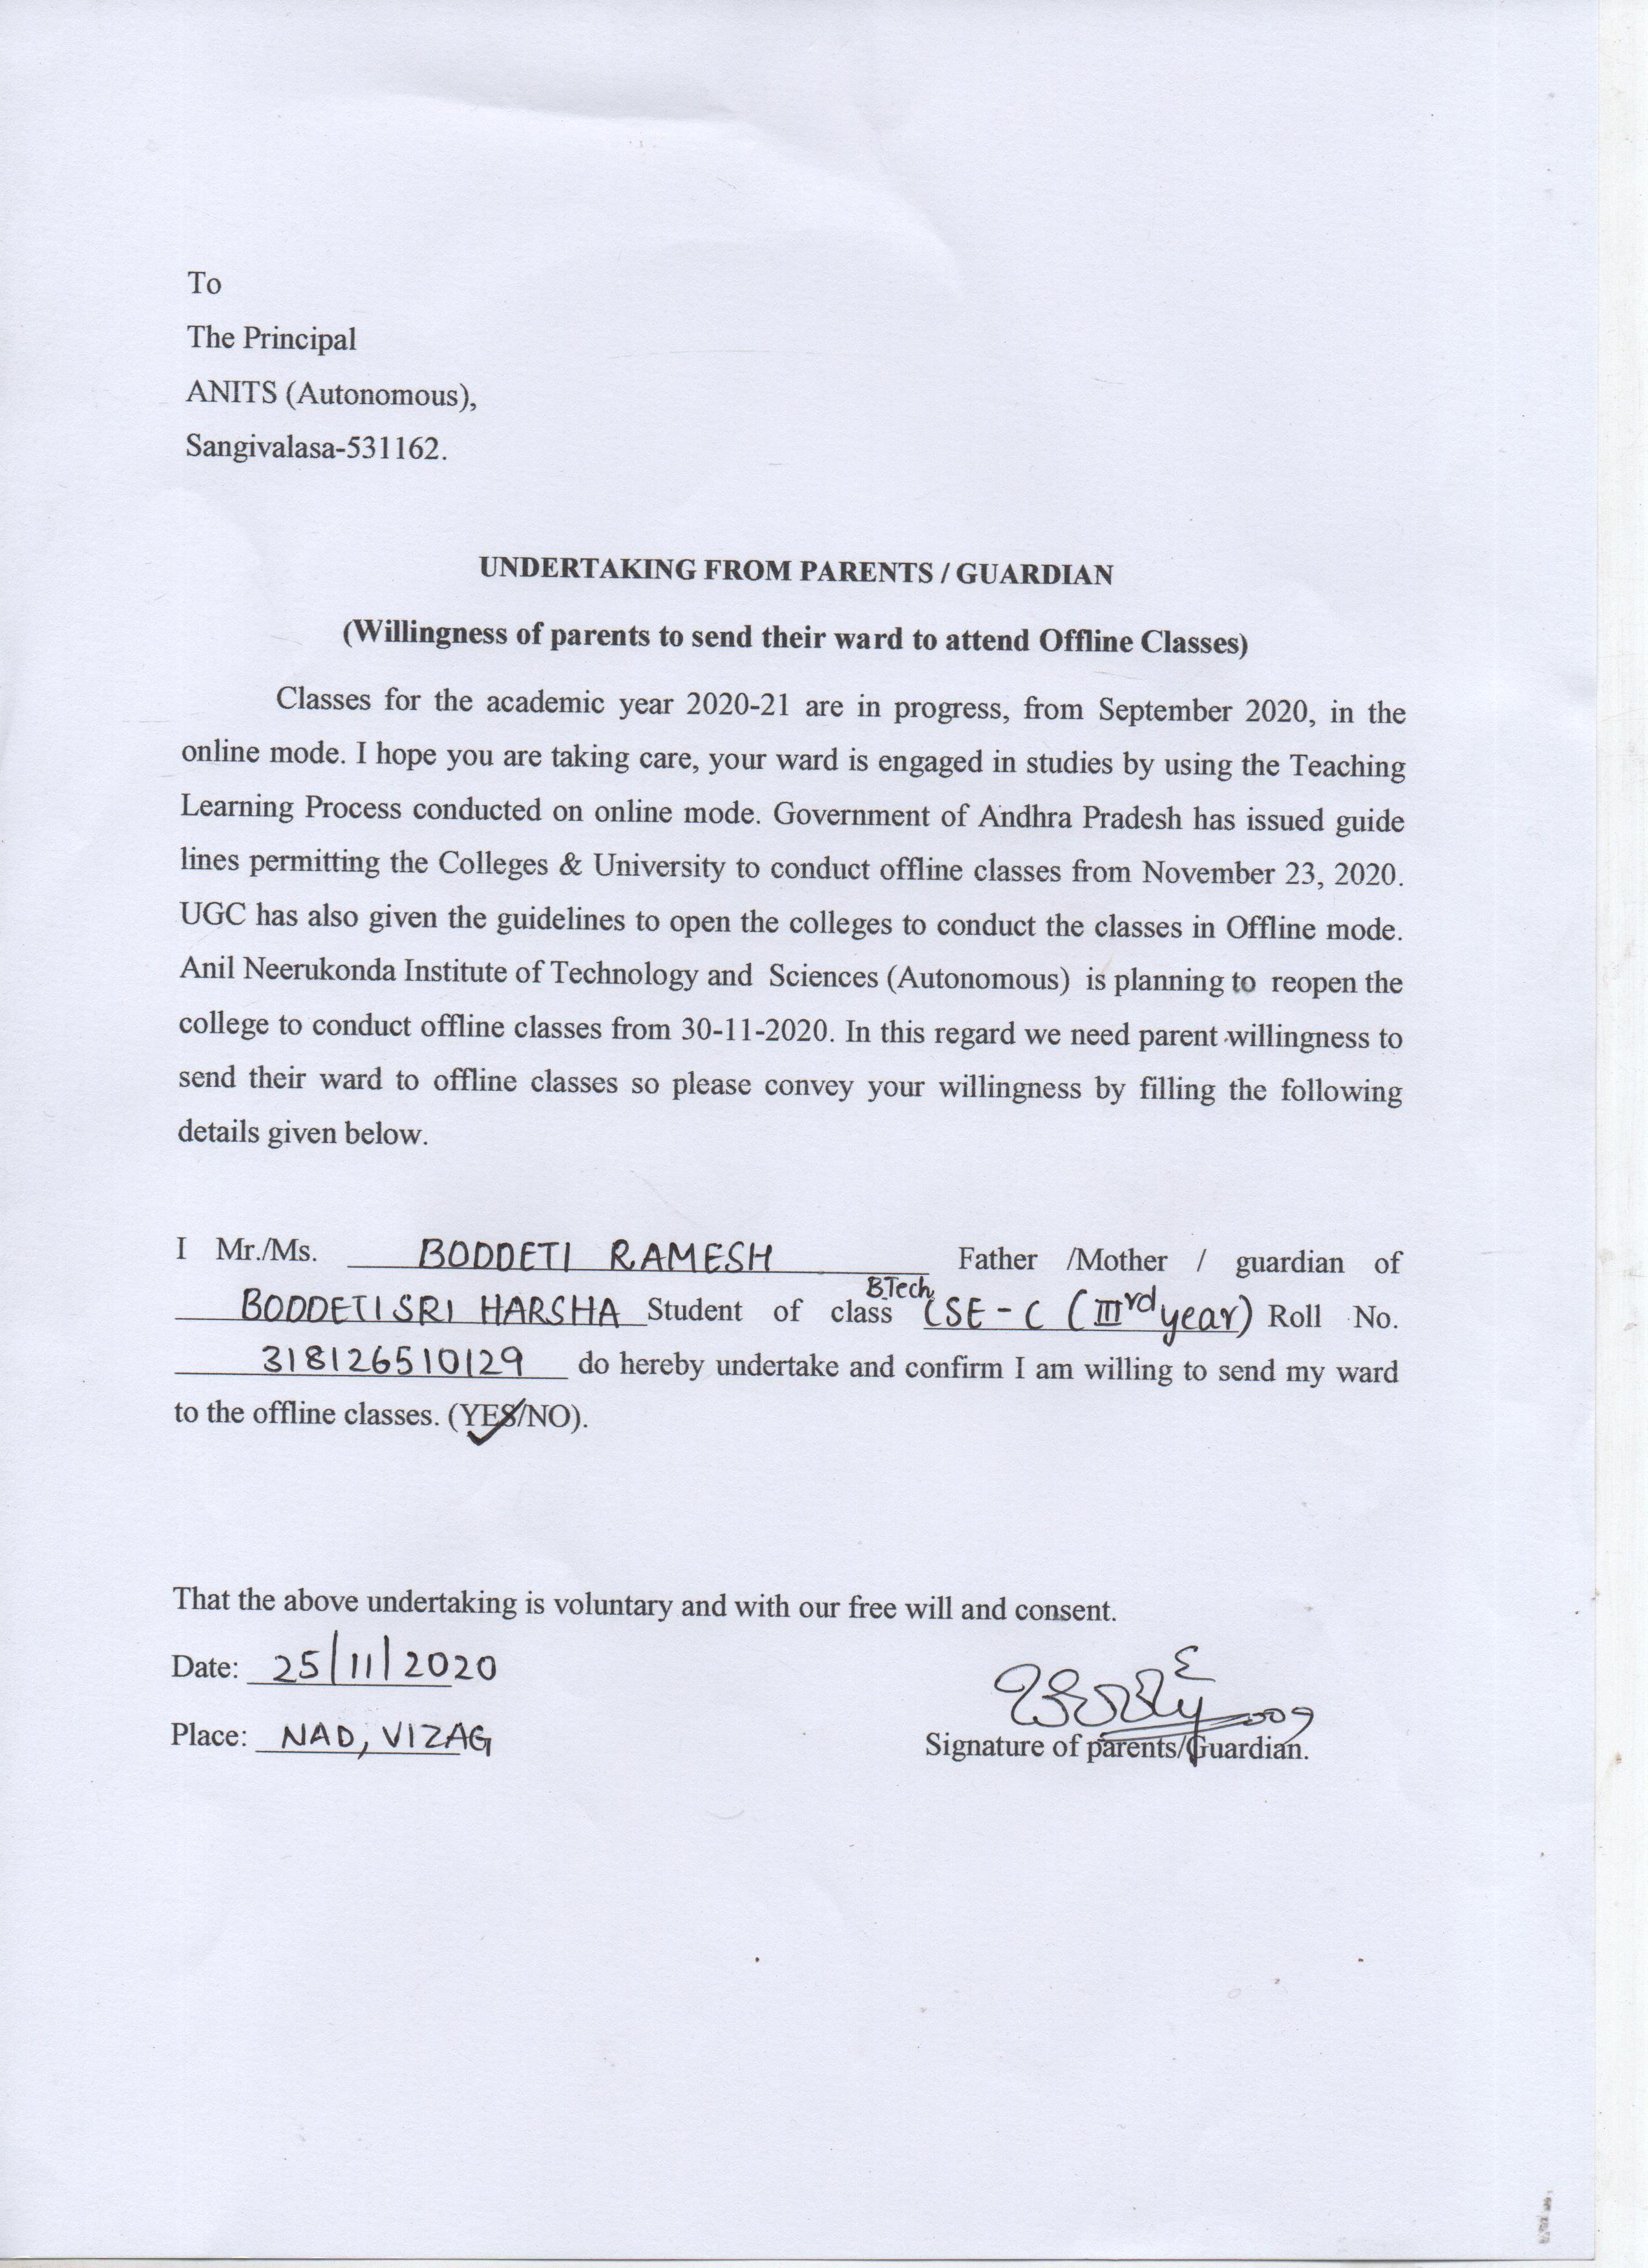 To
The Principal
ANITS (Autonomous),
Sangivalasa-531162.
UNDERTAKING FROM PARENTS / GUARDIAN
(Willingness of parents to send their ward to attend Offline Classes)
Classes for the academic year 2020-21 are in progress, from September 2020, in the
online mode. I hope you are taking care, your ward is engaged in studies by using the Teaching
Learning Process conducted on online mode. Government of Andhra Pradesh has issued guide
lines permitting the Colleges & University to conduct offline classes from November 23, 2020.
UGC has also given the guidelines to open the colleges to conduct the classes in Offline mode.
Anil Neerukonda Institute of Technology and Sciences (Autonomous) is planning to reopen the
college to conduct offline classes from 30-11-2020. In this regard we need parent willingness to
send their ward to offline classes so please convey your willingness by filling the following
details given below.
I Mr./Ms. BODDETI RAMESH Father /Mother / guardian of
BODDETI SRI HARSHA Student of class B.Tech, CSE - C (IIIrd year) Roll No.
318126510129 do hereby undertake and confirm I am willing to send my ward
to the offline classes. (YES/NO).
That the above undertaking is voluntary and with our free will and consent.
Date: 25/11/2020
Place: NAD, VIZAG
Signature of parents/Guardian.